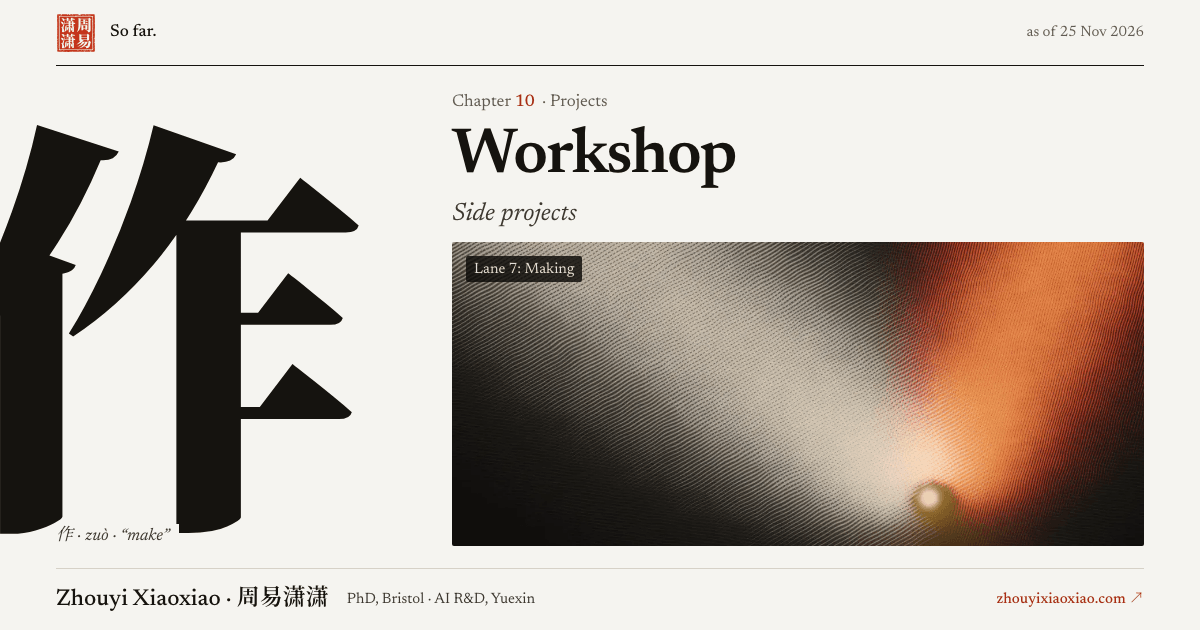 周易潇潇
So far.
as of 25 Nov 2026
Chapter 10 · Projects
Workshop
Side projects
Lane 7: Making
作
作 · zuò · “make”
Zhouyi Xiaoxiao · 周易潇潇
PhD, Bristol · AI R&D, Yuexin
zhouyixiaoxiao.com ↗